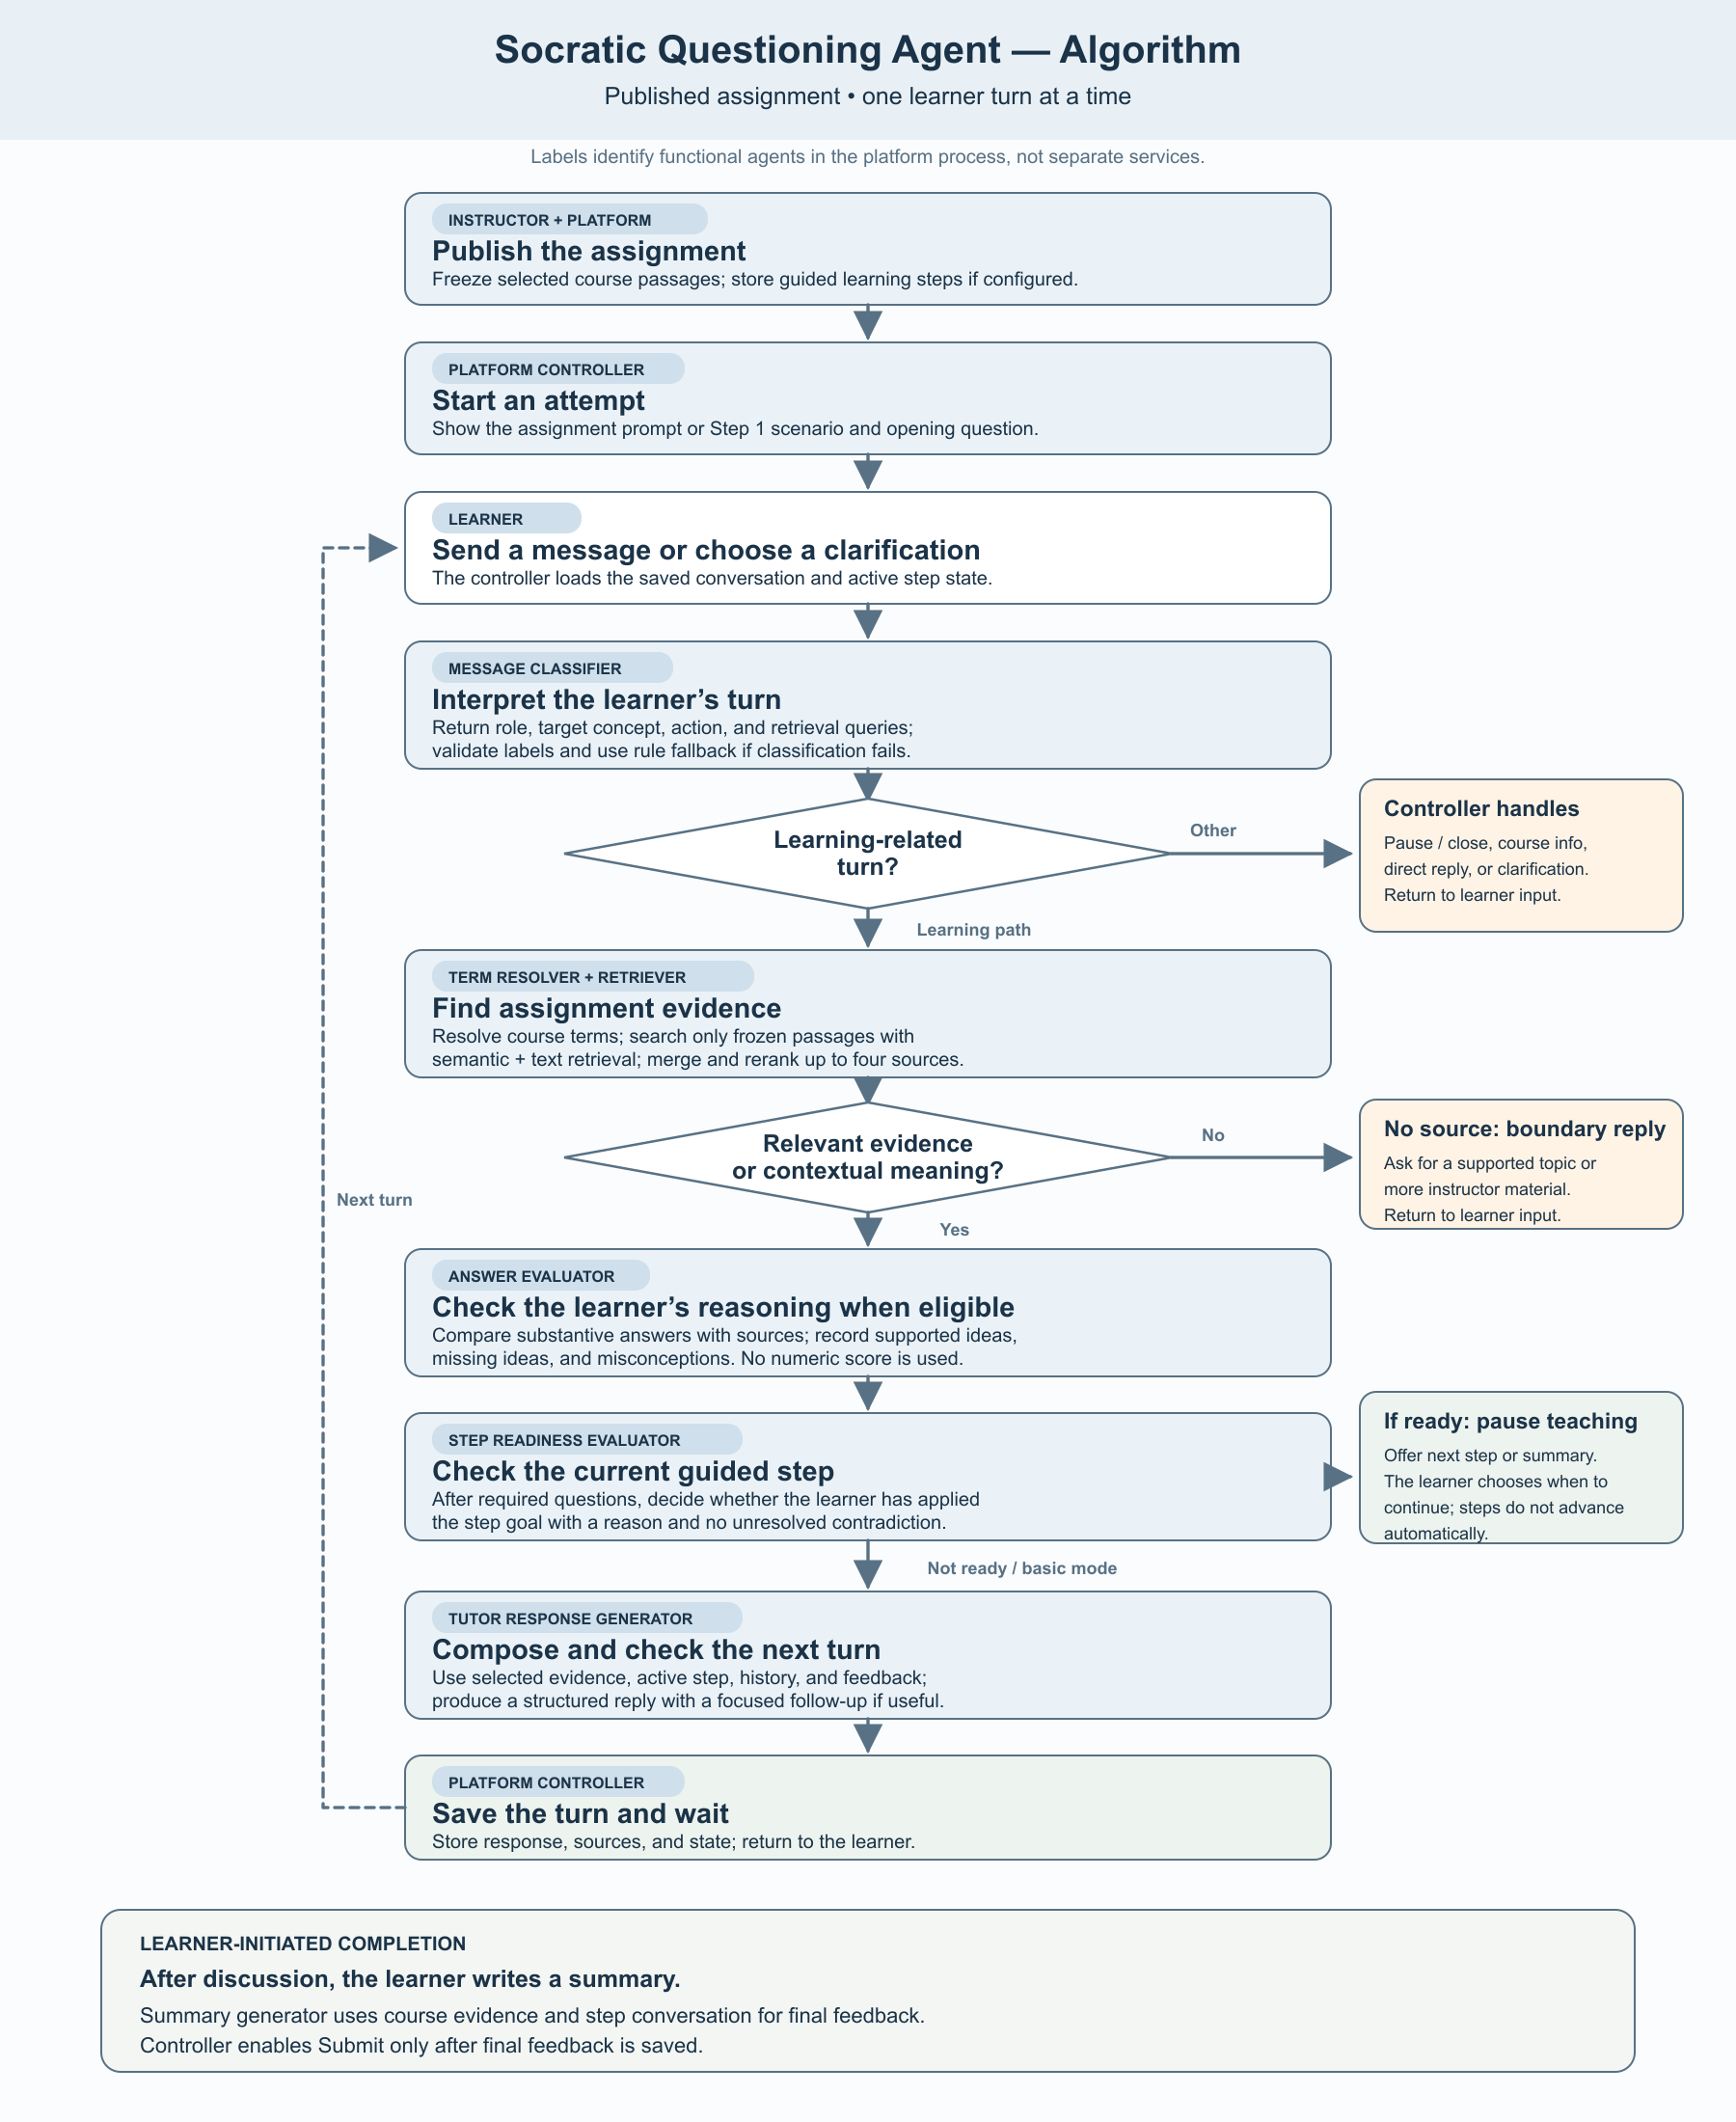 Socratic Questioning Agent — Algorithm
Published assignment • one learner turn at a time
Labels identify functional agents in the platform process, not separate services.
INSTRUCTOR + PLATFORM
Publish the assignment
Freeze selected course passages; store guided learning steps if configured.
PLATFORM CONTROLLER
Start an attempt
Show the assignment prompt or Step 1 scenario and opening question.
LEARNER
Send a message or choose a clarification
The controller loads the saved conversation and active step state.
MESSAGE CLASSIFIER
Interpret the learner’s turn
Return role, target concept, action, and retrieval queries;
validate labels and use rule fallback if classification fails.
Learning-related
turn?
Other
Controller handles
Pause / close, course info,
direct reply, or clarification.
Return to learner input.
Learning path
TERM RESOLVER + RETRIEVER
Find assignment evidence
Resolve course terms; search only frozen passages with
semantic + text retrieval; merge and rerank up to four sources.
Relevant evidence
or contextual meaning?
No
No source: boundary reply
Ask for a supported topic or
more instructor material.
Return to learner input.
Next turn
Yes
ANSWER EVALUATOR
Check the learner’s reasoning when eligible
Compare substantive answers with sources; record supported ideas,
missing ideas, and misconceptions. No numeric score is used.
STEP READINESS EVALUATOR
Check the current guided step
After required questions, decide whether the learner has applied
the step goal with a reason and no unresolved contradiction.
If ready: pause teaching
Offer next step or summary.
The learner chooses when to
continue; steps do not advance
automatically.
Not ready / basic mode
TUTOR RESPONSE GENERATOR
Compose and check the next turn
Use selected evidence, active step, history, and feedback;
produce a structured reply with a focused follow-up if useful.
PLATFORM CONTROLLER
Save the turn and wait
Store response, sources, and state; return to the learner.
LEARNER-INITIATED COMPLETION
After discussion, the learner writes a summary.
Summary generator uses course evidence and step conversation for final feedback.
Controller enables Submit only after final feedback is saved.